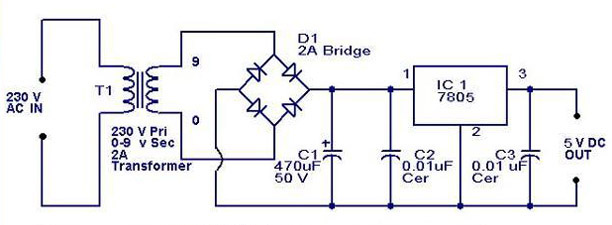 D1
2A Bridge
9
T1
230 V
AC IN
0
230 V Pri
0-9 v Sec
2A
Transformer
1
IC 1
7805
3
2
+
C1
470uF
50 V
C2
0.01uF
Cer
C3
0.01 uF
Cer
5 V DC
OUT